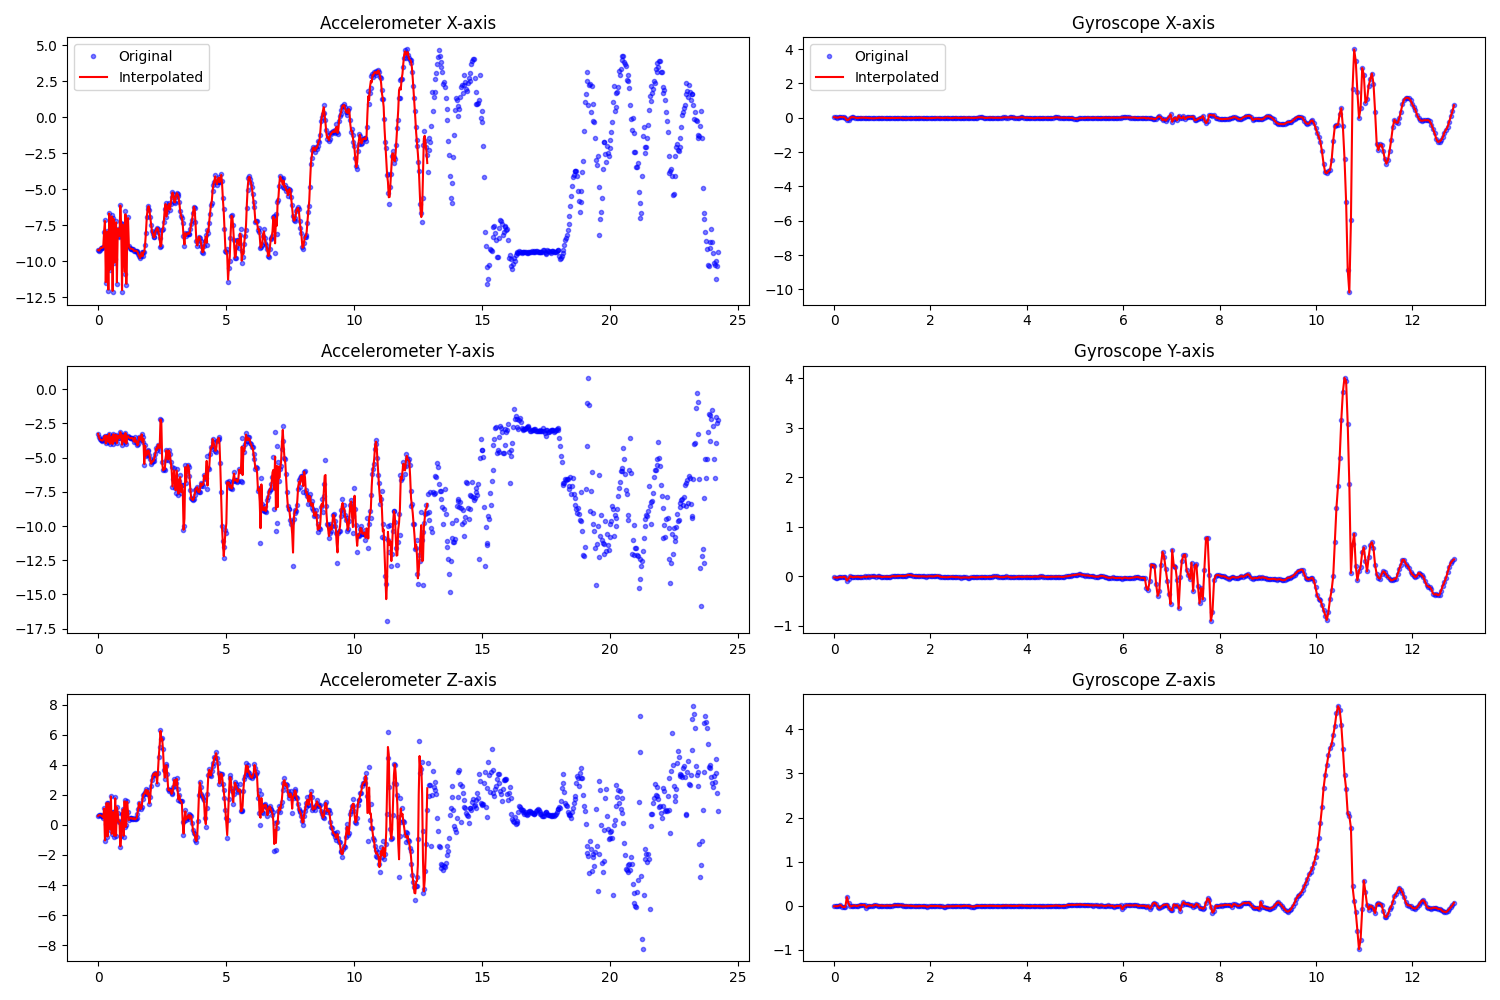 Accelerometer X-axis
5.0
2.5
0.0
−2.5
−5.0
−7.5
−10.0
−12.5
Original
Interpolated
0 5 10 15 20 25
Gyroscope X-axis
4
2
0
−2
−4
−6
−8
−10
Original
Interpolated
0 2 4 6 8 10 12
Accelerometer Y-axis
0.0
−2.5
−5.0
−7.5
−10.0
−12.5
−15.0
−17.5
0 5 10 15 20 25
Gyroscope Y-axis
4
3
2
1
0
−1
0 2 4 6 8 10 12
Accelerometer Z-axis
8
6
4
2
0
−2
−4
−6
−8
0 5 10 15 20 25
Gyroscope Z-axis
4
3
2
1
0
−1
0 2 4 6 8 10 12